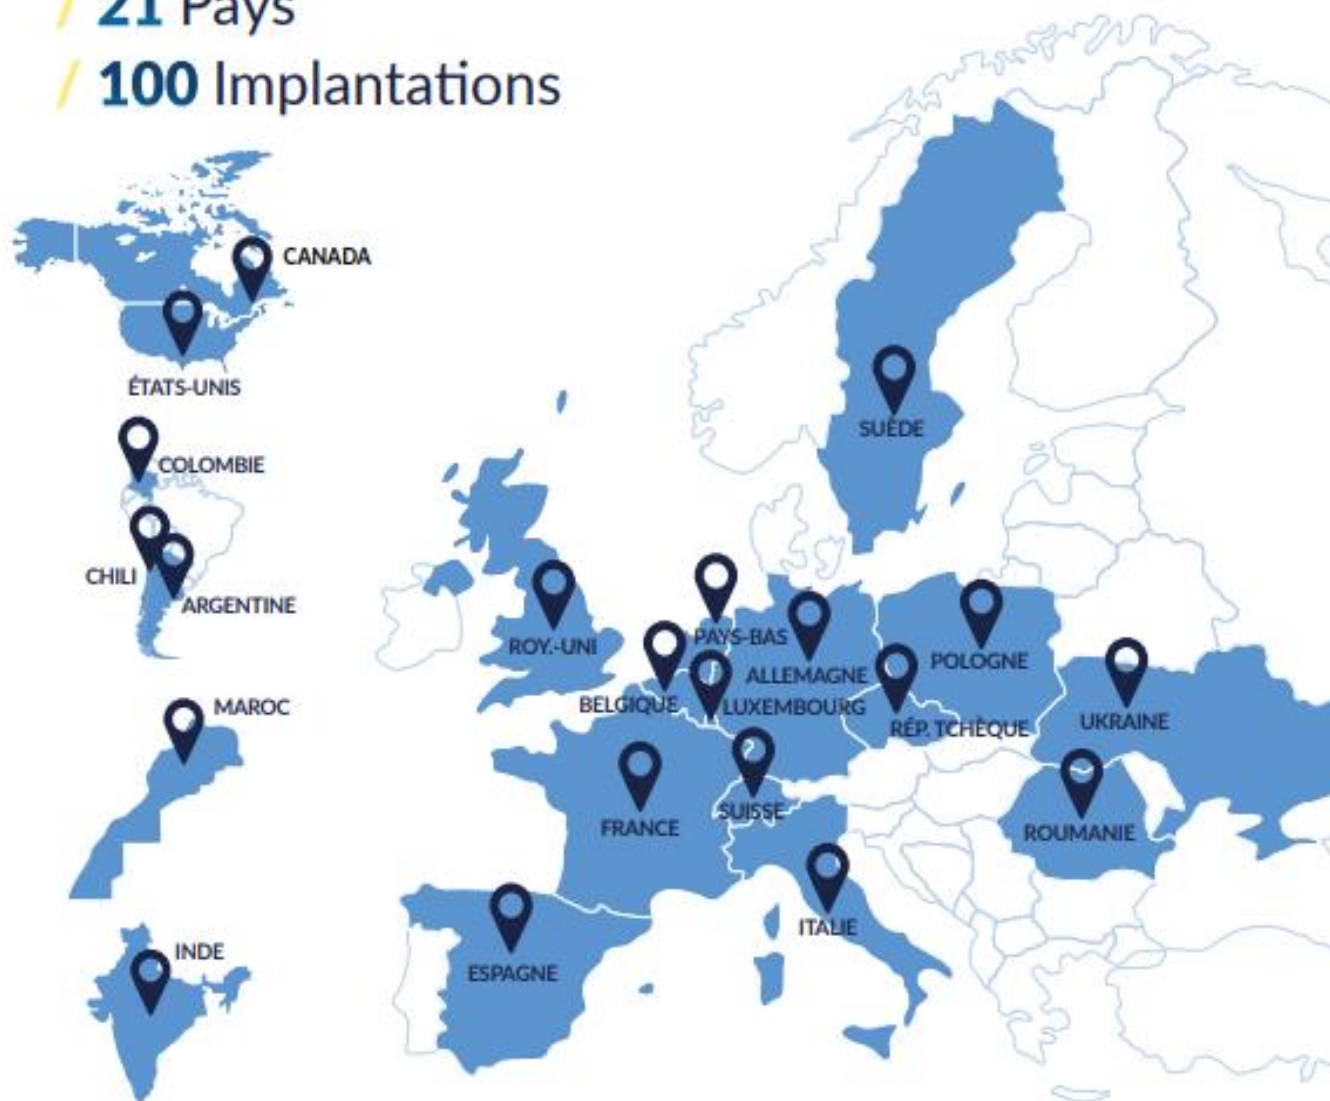 / 21 Pays
/ 100 Implantations
CANADA
ÉTATS-UNIS
COLOMBIE
CHILI
ARGENTINE
MAROC
INDE
SUÈDE
ROY.-UNI
PAYS-BAS
POLOGNE
ALLEMAGNE
BELGIQUE
LUXEMBOURG
RÉP. TCHÈQUE
UKRAINE
SUISSE
FRANCE
ROUMANIE
ITALIE
ESPAGNE